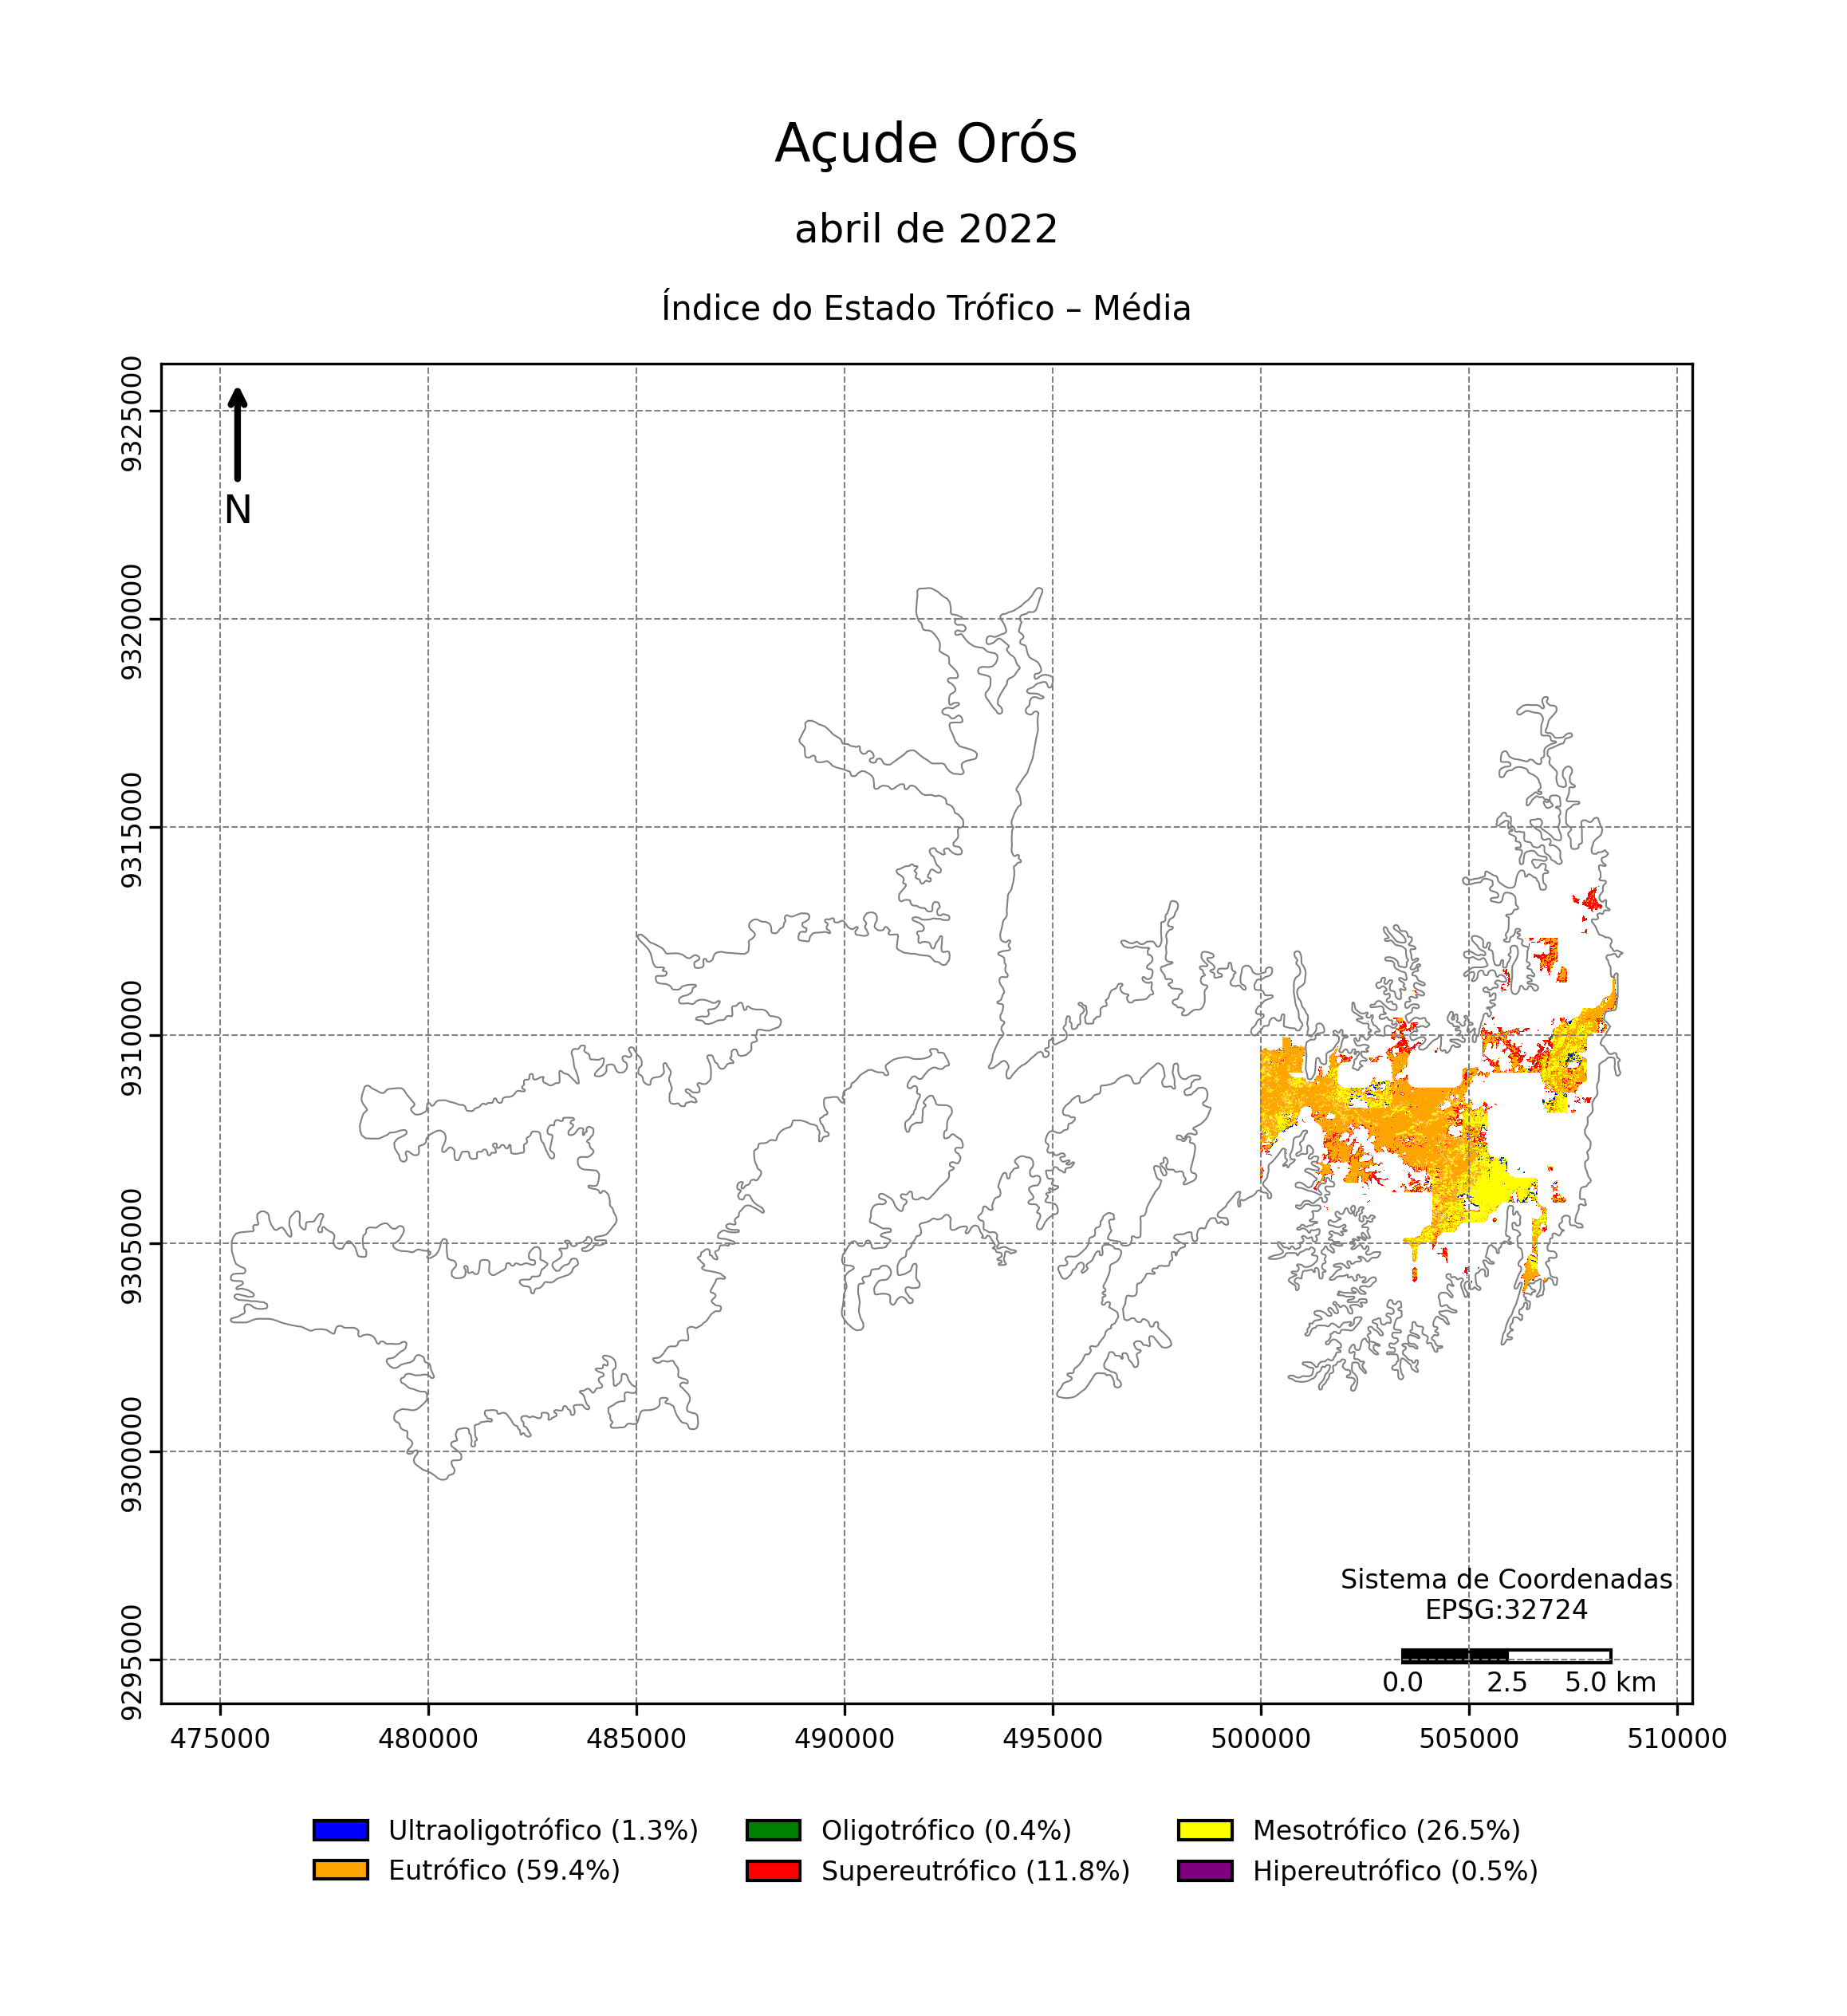 Açude Orós
abril de 2022
Índice do Estado Trófico – Média
9325000
9320000
9315000
9310000
9305000
9300000
9295000
N
Sistema de Coordenadas
EPSG:32724
0.0 2.5 5.0 km
475000 480000 485000 490000 495000 500000 505000 510000
Ultraoligotrófico (1.3%) Oligotrófico (0.4%) Mesotrófico (26.5%)
Eutrófico (59.4%) Supereutrófico (11.8%) Hipereutrófico (0.5%)